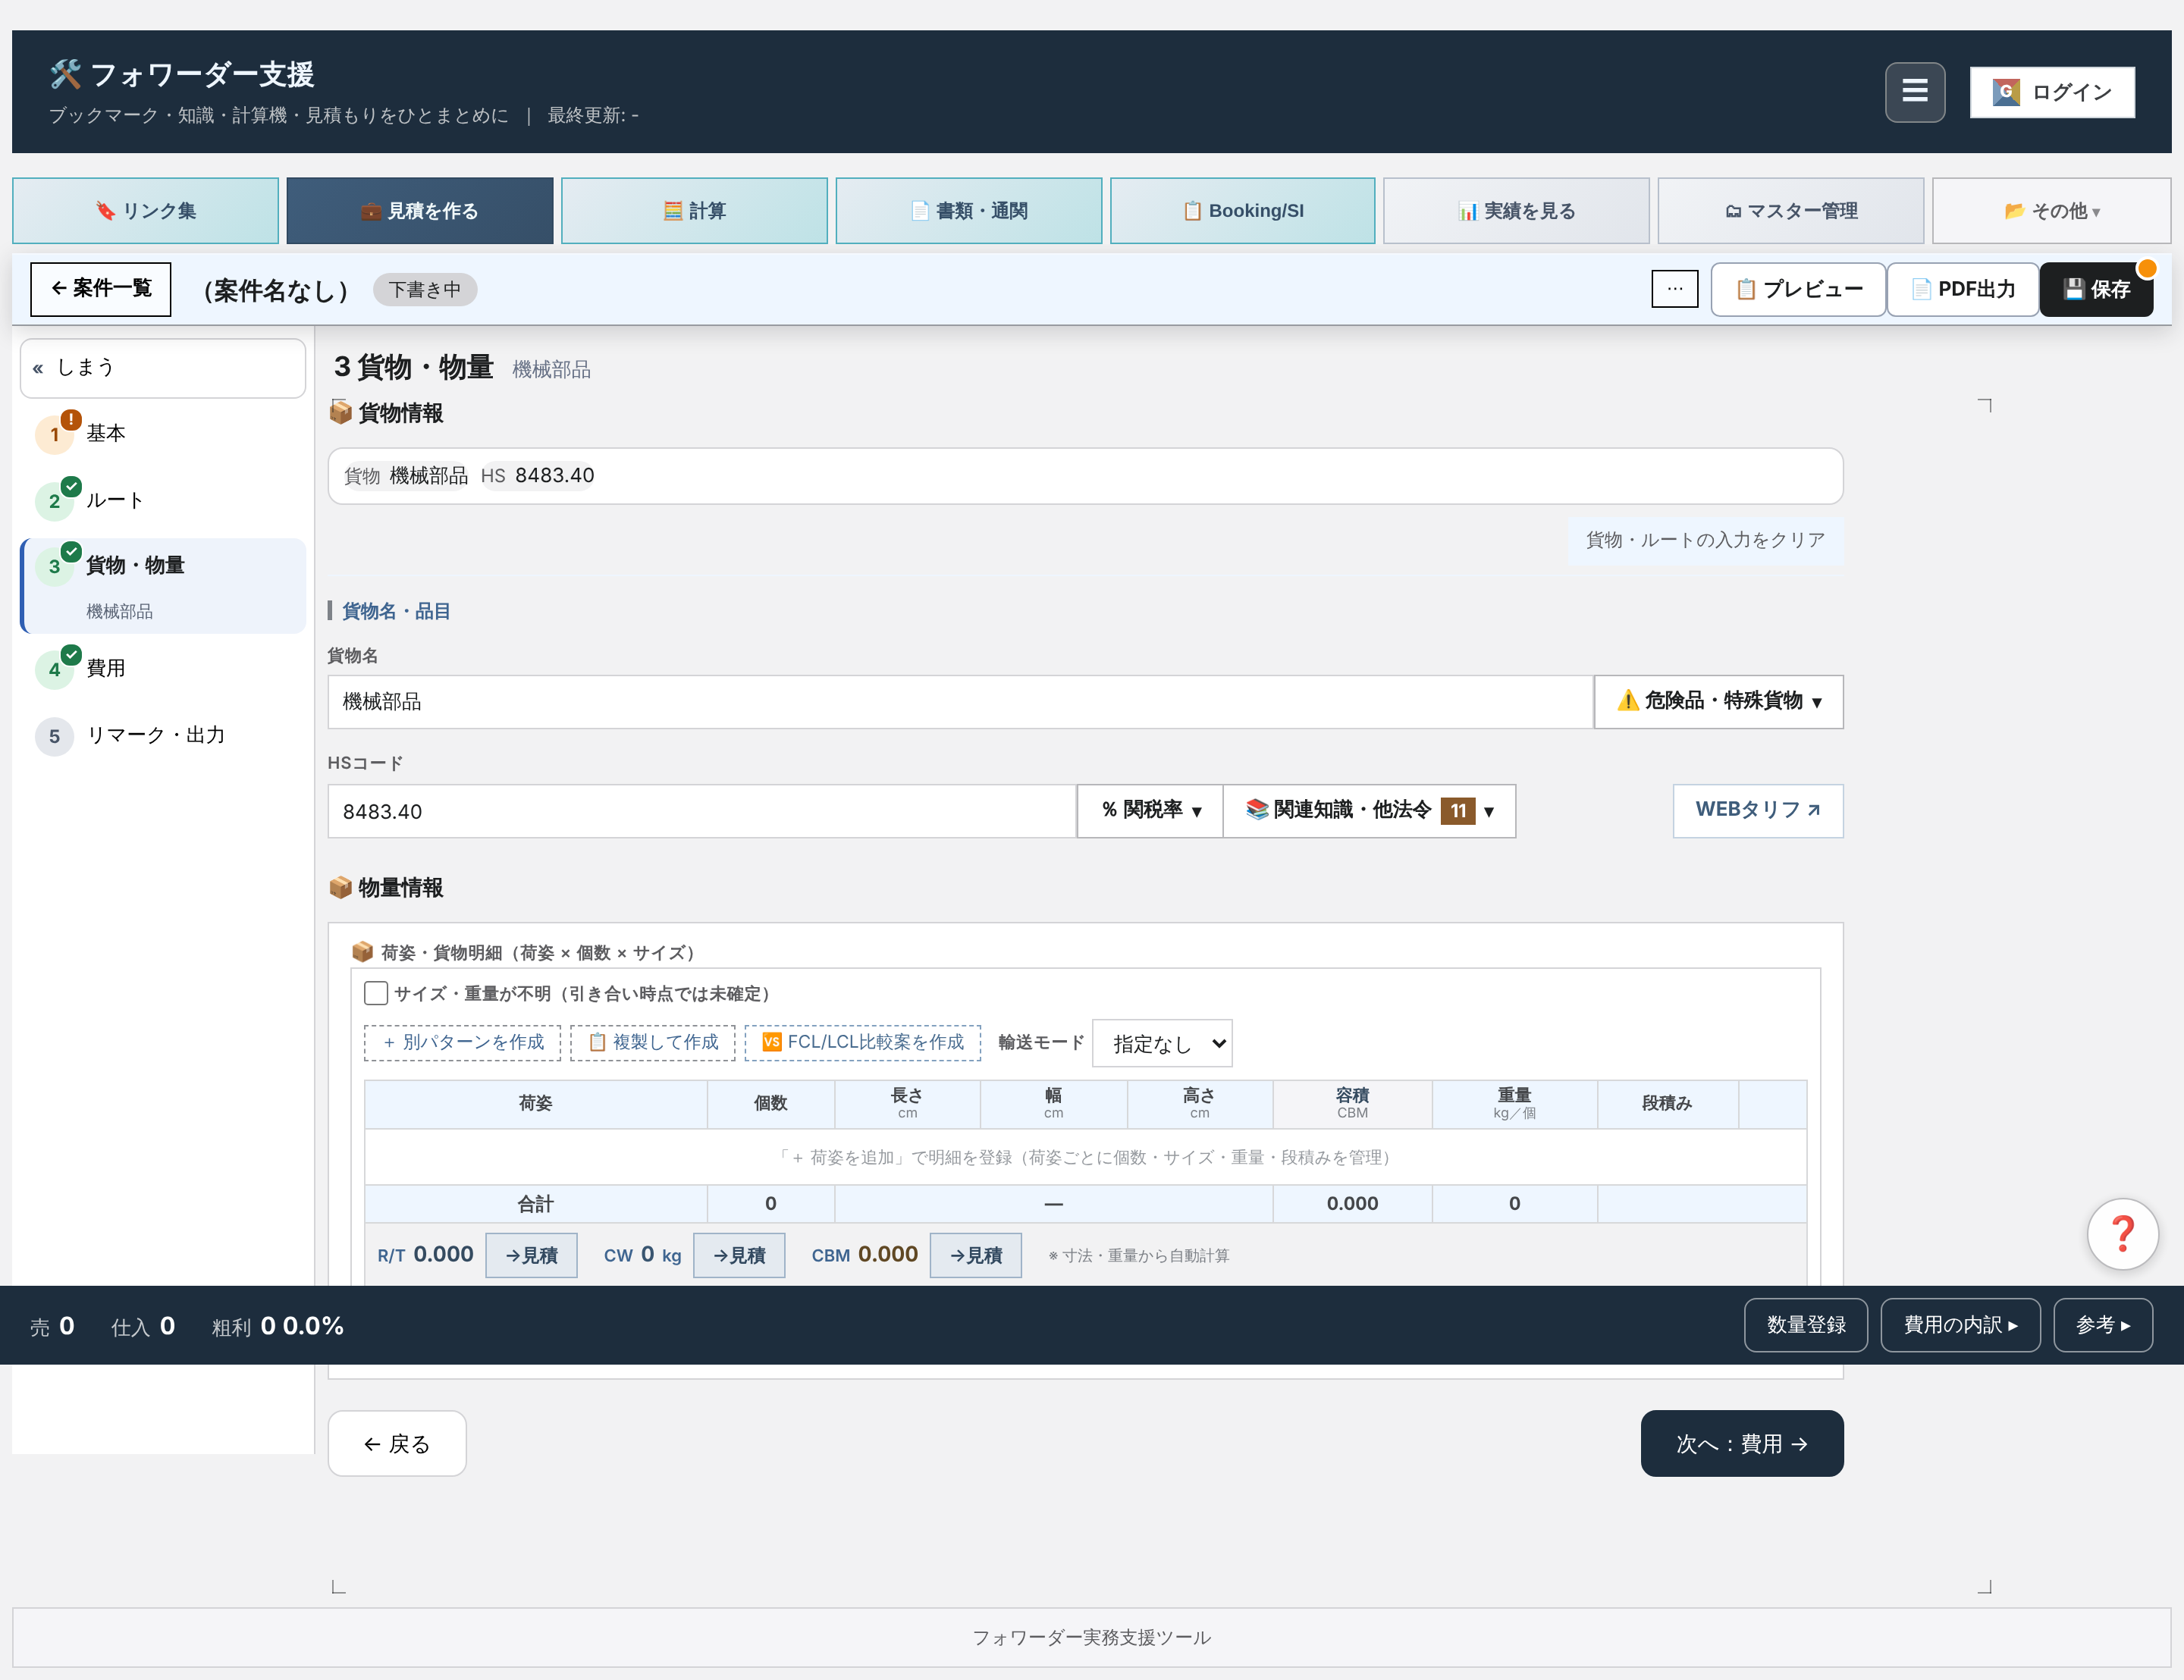 🛠️ フォワーダー支援
ブックマーク・知識・計算機・見積もりをひとまとめに ｜ 最終更新: -
☰
G ログイン
🔖 リンク集
💼 見積を作る
🧮 計算
📄 書類・通関
📋 Booking/SI
📊 実績を見る
🗂 マスター管理
📂 その他 ▾
← 案件一覧
（案件名なし）
下書き中
…
📋 プレビュー
📄 PDF出力
💾 保存
« しまう
1 ! 基本
2 ルート
3 貨物・物量
機械部品
4 費用
5 リマーク・出力
3 貨物・物量 機械部品
📦 貨物情報
貨物 機械部品 HS 8483.40
貨物・ルートの入力をクリア
貨物名・品目
貨物名
機械部品
⚠️ 危険品・特殊貨物 ▾
HSコード
8483.40
% 関税率 ▾
📚 関連知識・他法令 11 ▾
WEBタリフ ↗
📦 物量情報
📦 荷姿・貨物明細（荷姿 × 個数 × サイズ）
サイズ・重量が不明（引き合い時点では未確定）
＋ 別パターンを作成
📋 複製して作成
🆚 FCL/LCL比較案を作成
輸送モード 指定なし
荷姿 個数 長さ cm 幅 cm 高さ cm 容積 CBM 重量 kg／個 段積み
「＋ 荷姿を追加」で明細を登録（荷姿ごとに個数・サイズ・重量・段積みを管理）
合計 0 — 0.000 0
R/T 0.000 →見積 CW 0 kg →見積 CBM 0.000 →見積 ※ 寸法・重量から自動計算
❓
売 0 仕入 0 粗利 0 0.0%
数量登録
費用の内訳 ▸
参考 ▸
← 戻る
次へ：費用 →
フォワーダー実務支援ツール